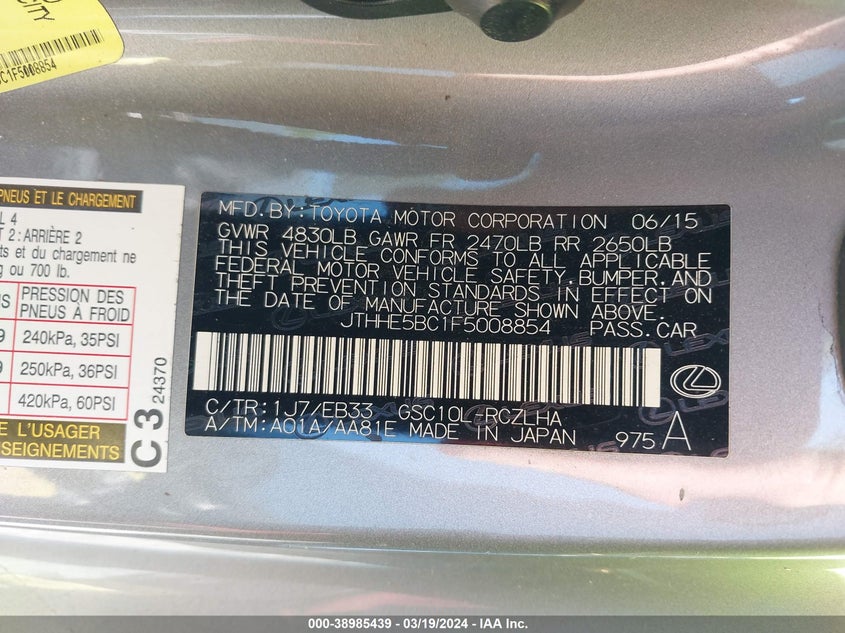 CITY
C1F5008854
PNEUS ET LE CHARGEMENT
L 4
T 2:ARRIÈRE 2
ts et du chargement ne
g ou 700 lb.
PRESSION DES
PNEUS À FROID
240kPa, 35PSI
250kPa, 36PSI
420kPa, 60PSI
E L'USAGER
SEIGNEMENTS
C3
24370
MFD.BY:TOYOTA MOTOR CORPORATION 06/15
GVWR 4830LB GAWR FR 2470LB RR 2650LB
THIS VEHICLE CONFORMS TO ALL APPLICABLE
FEDERAL MOTOR VEHICLE SAFETY,BUMPER,AND
THEFT PREVENTION STANDARDS IN EFFECT ON
THE DATE OF MANUFACTURE SHOWN ABOVE.
JTHHE5BC1F5008854 PASS.CAR
C/TR:1J7/EB33 GSC10L-RCZLHA
A/TM:A01A/AA81E MADE IN JAPAN 975 A
000-38985439 - 03/19/2024 - IAA Inc.